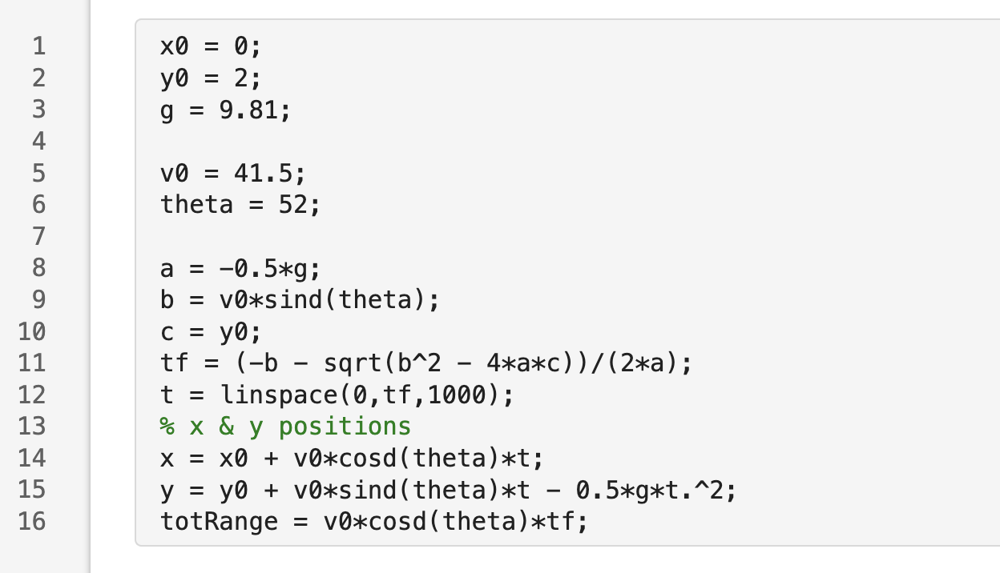 1 x0 = 0;
2 y0 = 2;
3 g = 9.81;
4
5 v0 = 41.5;
6 theta = 52;
7
8 a = -0.5*g;
9 b = v0*sind(theta);
10 c = y0;
11 tf = (-b - sqrt(b^2 - 4*a*c))/(2*a);
12 t = linspace(0,tf,1000);
13 % x & y positions
14 x = x0 + v0*cosd(theta)*t;
15 y = y0 + v0*sind(theta)*t - 0.5*g*t.^2;
16 totRange = v0*cosd(theta)*tf;